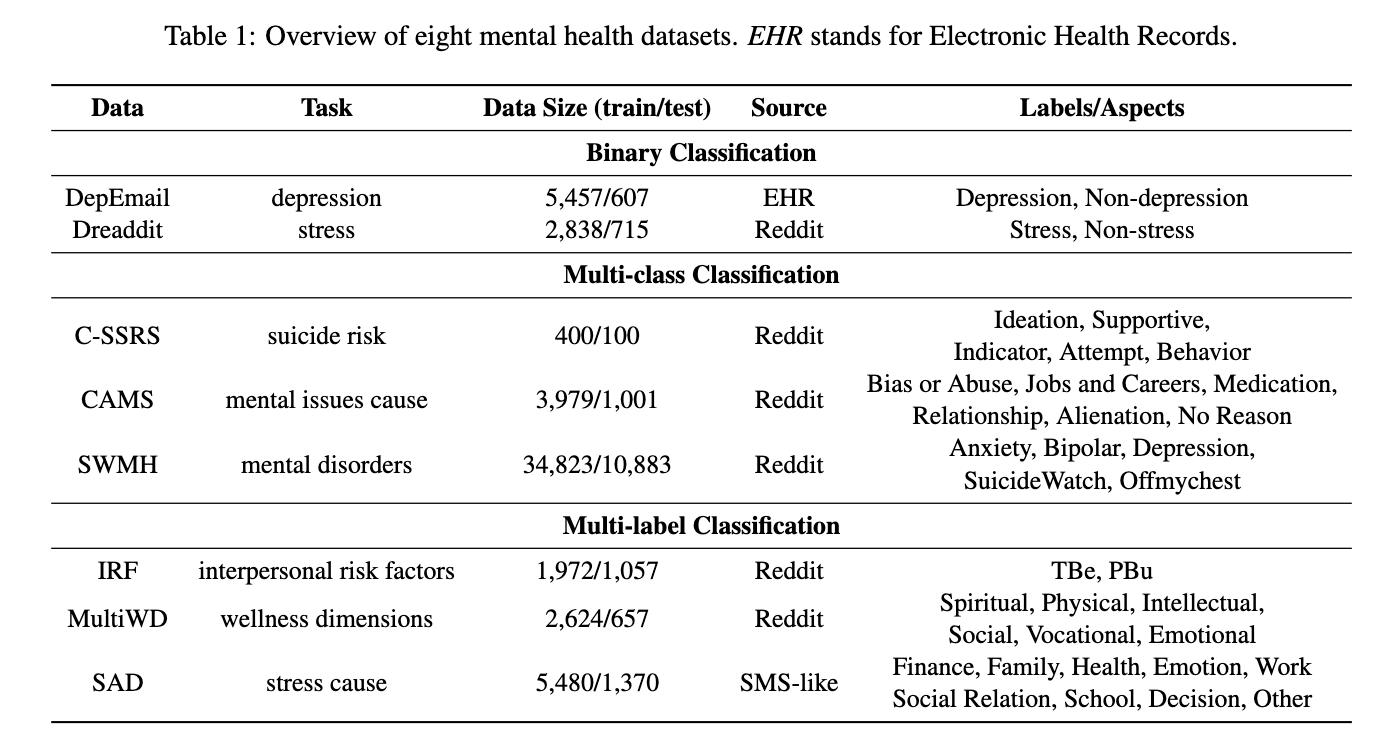 Table 1: Overview of eight mental health datasets. EHR stands for Electronic Health Records.
Data Task Data Size (train/test) Source Labels/Aspects
Binary Classification
DepEmail depression 5,457/607 EHR Depression, Non-depression
Dreaddit stress 2,838/715 Reddit Stress, Non-stress
Multi-class Classification
C-SSRS suicide risk 400/100 Reddit Ideation, Supportive,
Indicator, Attempt, Behavior
CAMS mental issues cause 3,979/1,001 Reddit Bias or Abuse, Jobs and Careers, Medication,
Relationship, Alienation, No Reason
SWMH mental disorders 34,823/10,883 Reddit Anxiety, Bipolar, Depression,
SuicideWatch, Offmychest
Multi-label Classification
IRF interpersonal risk factors 1,972/1,057 Reddit TBe, PBu
MultiWD wellness dimensions 2,624/657 Reddit Spiritual, Physical, Intellectual,
Social, Vocational, Emotional
SAD stress cause 5,480/1,370 SMS-like Finance, Family, Health, Emotion, Work
Social Relation, School, Decision, Other